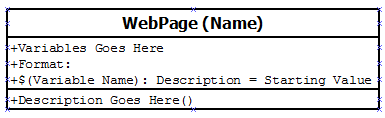 WebPage (Name)
+Variables Goes Here
+Format:
+$(Variable Name): Description = Starting Value
+Description Goes Here()